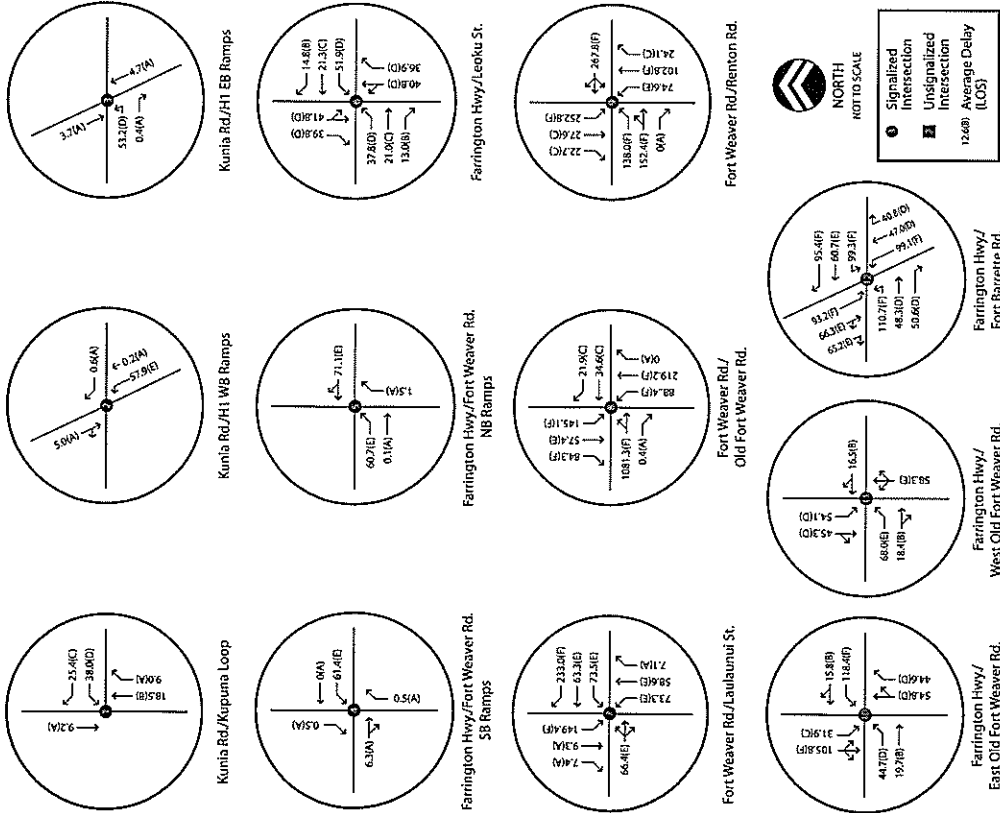 9.2(A)
25.4(C)
38.0(D)
18.5(B)
9.0(A)
Kunia Rd./Kupuna Loop
5.0(A)
0.6(A)
57.9(E)
0.2(A)
Kunia Rd./H1 WB Ramps
3.7(A)
4.7(A)
53.2(D)
0.4(A)
Kunia Rd./H1 EB Ramps
0.5(A)
0(A)
61.4(E)
6.3(A)
0.5(A)
Farrington Hwy./Fort Weaver Rd.
SB Ramps
71.1(E)
60.7(E)
0.1(A)
1.5(A)
Farrington Hwy./Fort Weaver Rd.
NB Ramps
39.8(D)
41.8(D)
14.8(B)
21.3(C)
51.9(D)
37.8(D)
21.0(C)
13.0(B)
40.8(D)
36.9(D)
Farrington Hwy./Leoku St.
7.4(A)
9.3(A)
149.4(F)
233.0(F)
63.3(E)
73.5(E)
66.4(E)
73.3(E)
58.6(E)
7.1(A)
Fort Weaver Rd./Laulaunui St.
84.3(F)
57.4(E)
145.1(F)
21.9(C)
34.6(C)
1081.3(F)
0.4(A)
88.4(F)
219.2(F)
0(A)
Fort Weaver Rd./
Old Fort Weaver Rd.
22.7(C)
27.6(C)
252.8(F)
267.8(F)
138.0(F)
152.4(F)
0(A)
74.6(E)
102.8(F)
24.1(C)
Fort Weaver Rd./Renton Rd.
105.8(F)
31.9(C)
15.8(B)
118.4(F)
44.7(D)
19.7(B)
54.8(D)
44.6(D)
Farrington Hwy./
East Old Fort Weaver Rd.
45.3(D)
54.1(D)
16.5(B)
68.0(E)
18.4(B)
58.3(E)
Farrington Hwy./
West Old Fort Weaver Rd.
65.2(E)
66.3(E)
93.2(F)
95.4(F)
60.7(E)
99.3(F)
110.7(F)
48.3(D)
50.6(D)
99.1(F)
47.0(D)
40.8(D)
Farrington Hwy./
Fort Barrette Rd.
NORTH
NOT TO SCALE
Signalized
Intersection
Unsignalized
Intersection
12.6(B) Average Delay
(LOS)